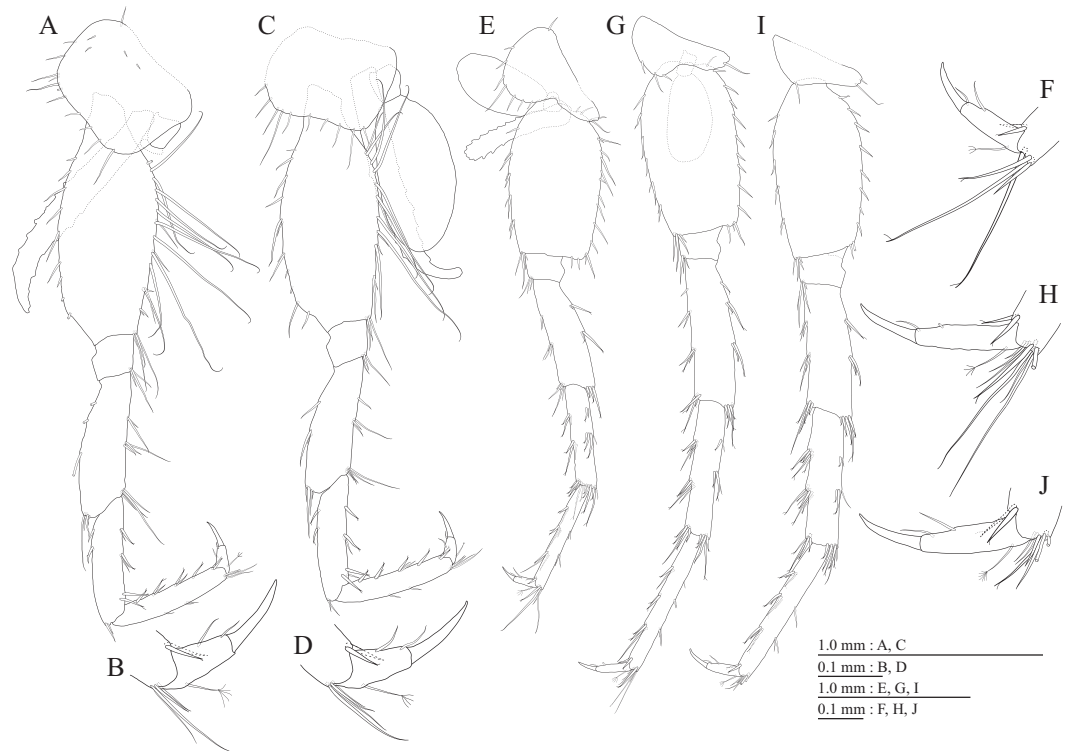 A
C
E
G
I
F
H
J
B
D
1.0 mm : A, C
0.1 mm : B, D
1.0 mm : E, G, I
0.1 mm : F, H, J